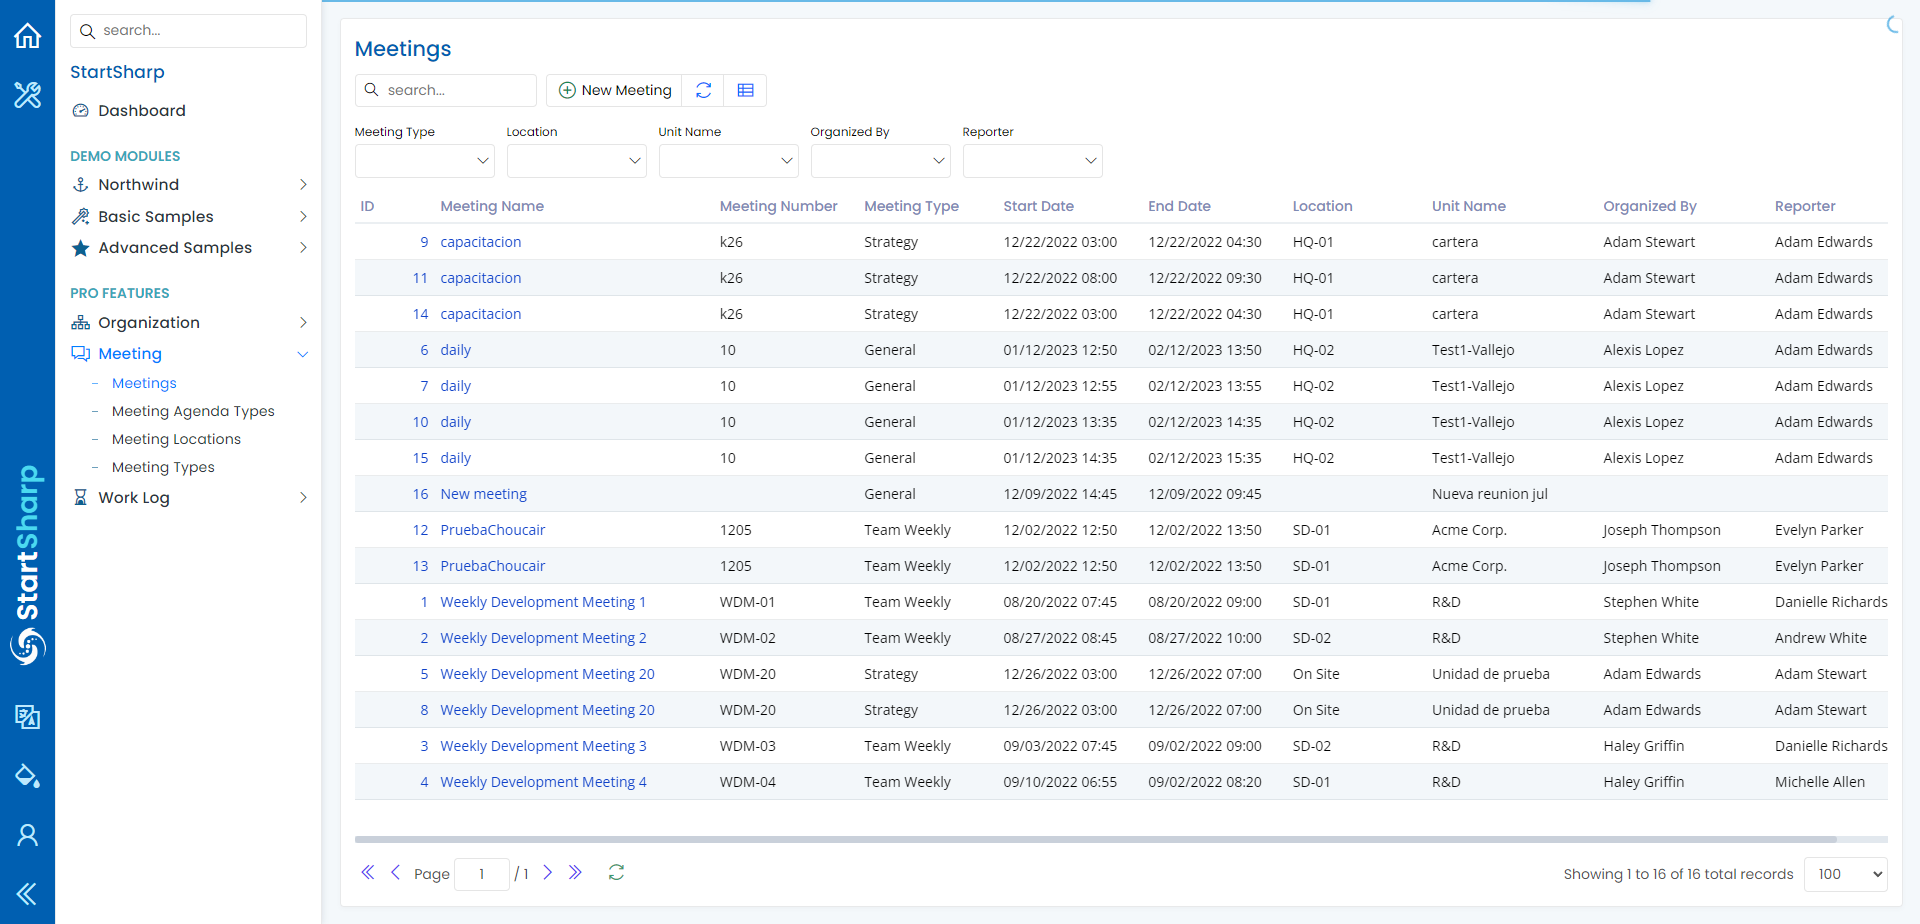 search...
StartSharp
Dashboard
DEMO MODULES
Northwind
Basic Samples
Advanced Samples
PRO FEATURES
Organization
Meeting
Meetings
Meeting Agenda Types
Meeting Locations
Meeting Types
Work Log
StartSharp
Meetings
search...
New Meeting
Meeting Type Location Unit Name Organized By Reporter
ID Meeting Name Meeting Number Meeting Type Start Date End Date Location Unit Name Organized By Reporter
9 capacitacion k26 Strategy 12/22/2022 03:00 12/22/2022 04:30 HQ-01 cartera Adam Stewart Adam Edwards
11 capacitacion k26 Strategy 12/22/2022 08:00 12/22/2022 09:30 HQ-01 cartera Adam Stewart Adam Edwards
14 capacitacion k26 Strategy 12/22/2022 03:00 12/22/2022 04:30 HQ-01 cartera Adam Stewart Adam Edwards
6 daily 10 General 01/12/2023 12:50 02/12/2023 13:50 HQ-02 Test1-Vallejo Alexis Lopez Adam Edwards
7 daily 10 General 01/12/2023 12:55 02/12/2023 13:55 HQ-02 Test1-Vallejo Alexis Lopez Adam Edwards
10 daily 10 General 01/12/2023 13:35 02/12/2023 14:35 HQ-02 Test1-Vallejo Alexis Lopez Adam Edwards
15 daily 10 General 01/12/2023 14:35 02/12/2023 15:35 HQ-02 Test1-Vallejo Alexis Lopez Adam Edwards
16 New meeting General 12/09/2022 14:45 12/09/2022 09:45 Nueva reunion jul
12 PruebaChoucair 1205 Team Weekly 12/02/2022 12:50 12/02/2022 13:50 SD-01 Acme Corp. Joseph Thompson Evelyn Parker
13 PruebaChoucair 1205 Team Weekly 12/02/2022 12:50 12/02/2022 13:50 SD-01 Acme Corp. Joseph Thompson Evelyn Parker
1 Weekly Development Meeting 1 WDM-01 Team Weekly 08/20/2022 07:45 08/20/2022 09:00 SD-01 R&D Stephen White Danielle Richards
2 Weekly Development Meeting 2 WDM-02 Team Weekly 08/27/2022 08:45 08/27/2022 10:00 SD-02 R&D Stephen White Andrew White
5 Weekly Development Meeting 20 WDM-20 Strategy 12/26/2022 03:00 12/26/2022 07:00 On Site Unidad de prueba Adam Edwards Adam Stewart
8 Weekly Development Meeting 20 WDM-20 Strategy 12/26/2022 03:00 12/26/2022 07:00 On Site Unidad de prueba Adam Edwards Adam Stewart
3 Weekly Development Meeting 3 WDM-03 Team Weekly 09/03/2022 07:45 09/02/2022 09:00 SD-02 R&D Haley Griffin Danielle Richards
4 Weekly Development Meeting 4 WDM-04 Team Weekly 09/10/2022 06:55 09/02/2022 08:20 SD-01 R&D Haley Griffin Michelle Allen
Page 1 / 1 Showing 1 to 16 of 16 total records 100